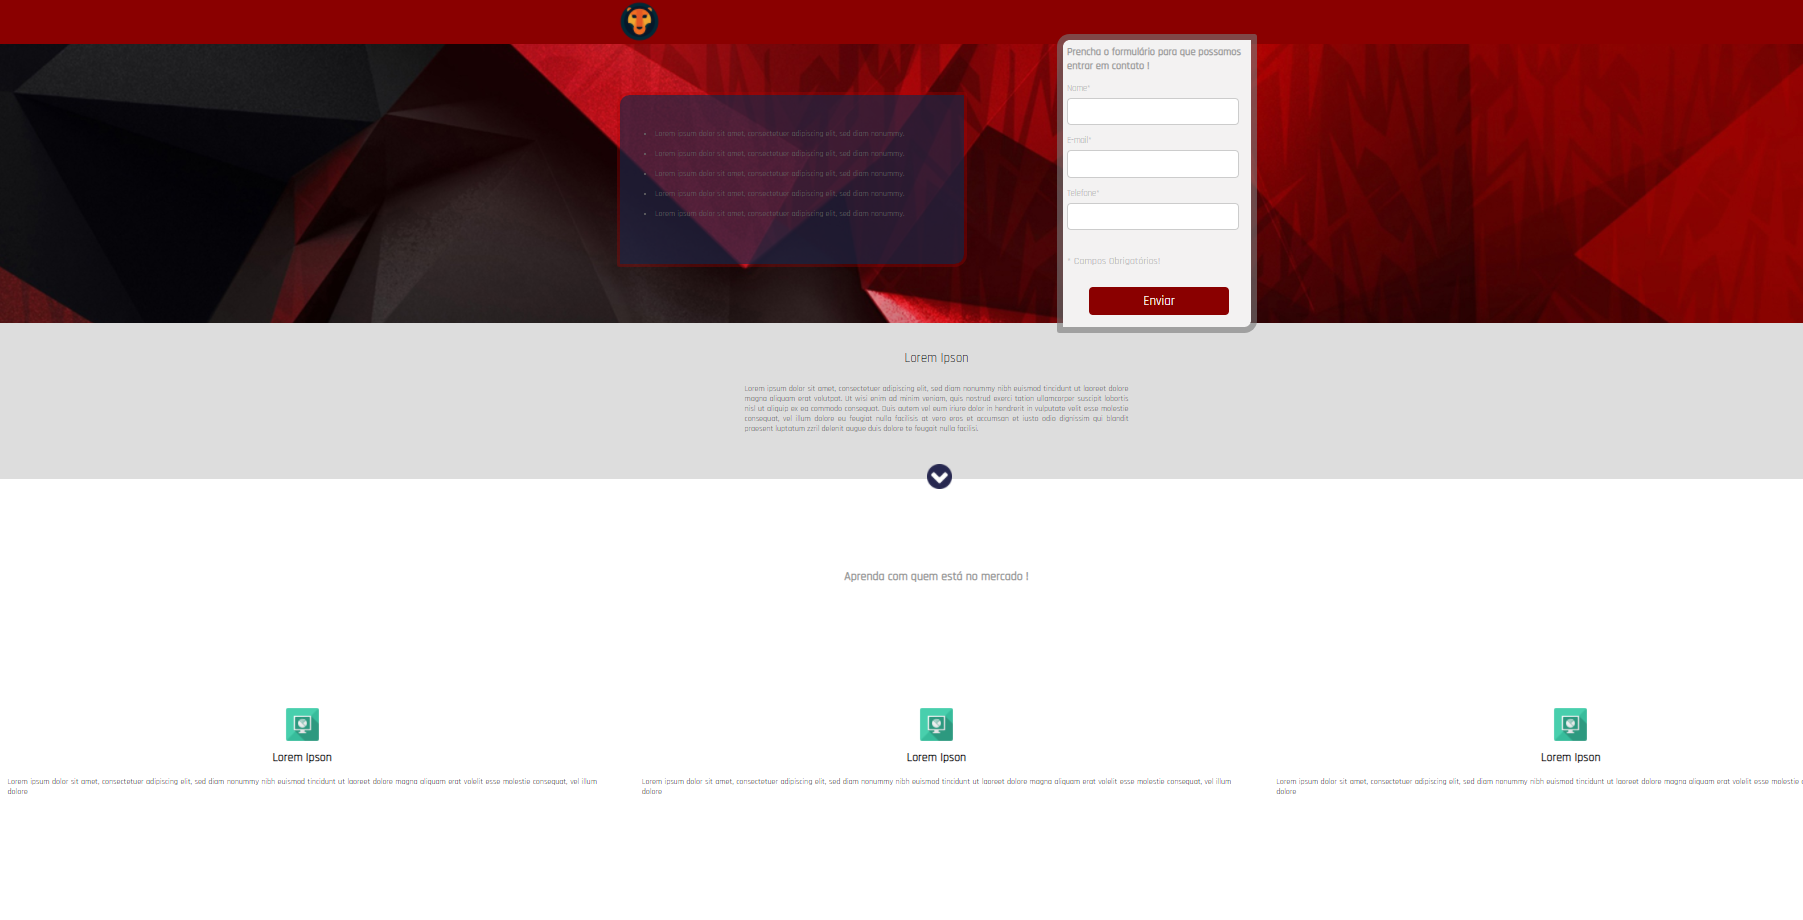 Prencha o formulário para que possamos
entrar em contato !
Nome*
E-mail*
Telefone*
* Campos Obrigatórios!
Enviar
Lorem ipsum dolor sit amet, consectetuer adipiscing elit, sed diam nonummy.
Lorem ipsum dolor sit amet, consectetuer adipiscing elit, sed diam nonummy.
Lorem ipsum dolor sit amet, consectetuer adipiscing elit, sed diam nonummy.
Lorem ipsum dolor sit amet, consectetuer adipiscing elit, sed diam nonummy.
Lorem ipsum dolor sit amet, consectetuer adipiscing elit, sed diam nonummy.
Lorem Ipson
Lorem ipsum dolor sit amet, consectetuer adipiscing elit, sed diam nonummy nibh euismod tincidunt ut laoreet dolore
magna aliquam erat volutpat. Ut wisi enim ad minim veniam, quis nostrud exerci tation ullamcorper suscipit lobortis
nisl ut aliquip ex ea commodo consequat. Duis autem vel eum iriure dolor in hendrerit in vulputate velit esse molestie
consequat, vel illum dolore eu feugiat nulla facilisis at vero eros et accumsan et iusto odio dignissim qui blandit
praesent luptatum zzril delenit augue duis dolore te feugait nulla facilisi.
Aprenda com quem está no mercado !
Lorem Ipson
Lorem ipsum dolor sit amet, consectetuer adipiscing elit, sed diam nonummy nibh euismod tincidunt ut laoreet dolore magna aliquam erat volelit esse molestie consequat, vel illum
dolore
Lorem Ipson
Lorem ipsum dolor sit amet, consectetuer adipiscing elit, sed diam nonummy nibh euismod tincidunt ut laoreet dolore magna aliquam erat volelit esse molestie consequat, vel illum
dolore
Lorem Ipson
Lorem ipsum dolor sit amet, consectetuer adipiscing elit, sed diam nonummy nibh euismod tincidunt ut laoreet dolore magna aliquam erat volelit esse molestie
dolore